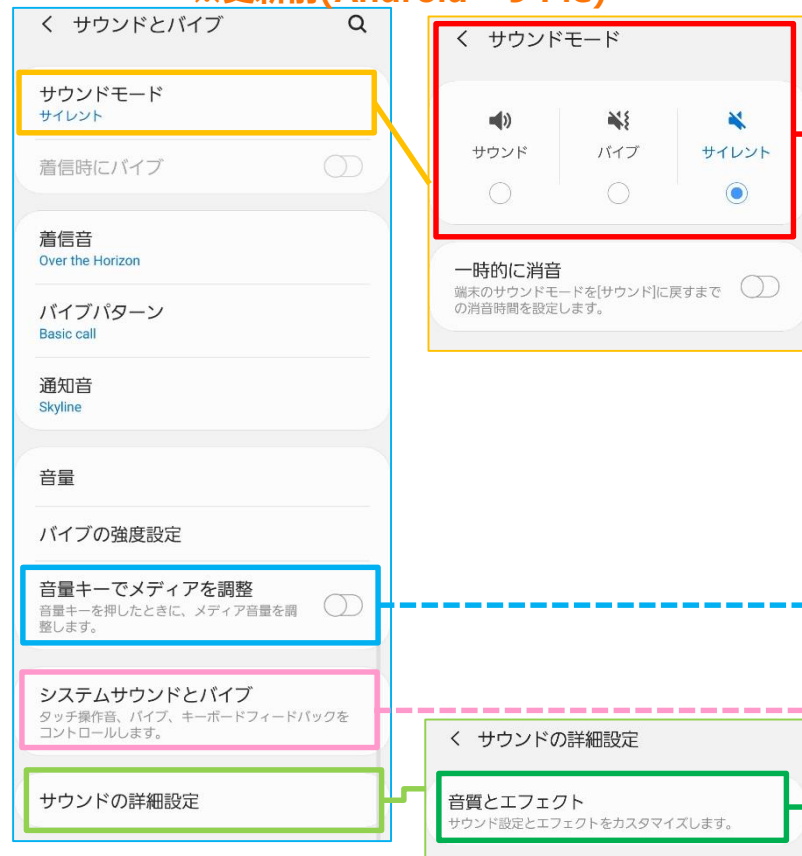 サウンドとバイブ
サウンドモード
サイレント
着信時にバイブ
着信音
Over the Horizon
バイブパターン
Basic call
通知音
Skyline
音量
バイブの強度設定
音量キーでメディアを調整
音量キーを押したときに、メディア音量を調
整します。
システムサウンドとバイブ
タッチ操作音、バイブ、キーボードフィードバックを
コントロールします。
サウンドの詳細設定
サウンドモード
サウンド
バイブ
サイレント
一時的に消音
端末のサウンドモードを[サウンド]に戻すまで
の消音時間を設定します。
サウンドの詳細設定
音質とエフェクト
サウンド設定とエフェクトをカスタマイズします。